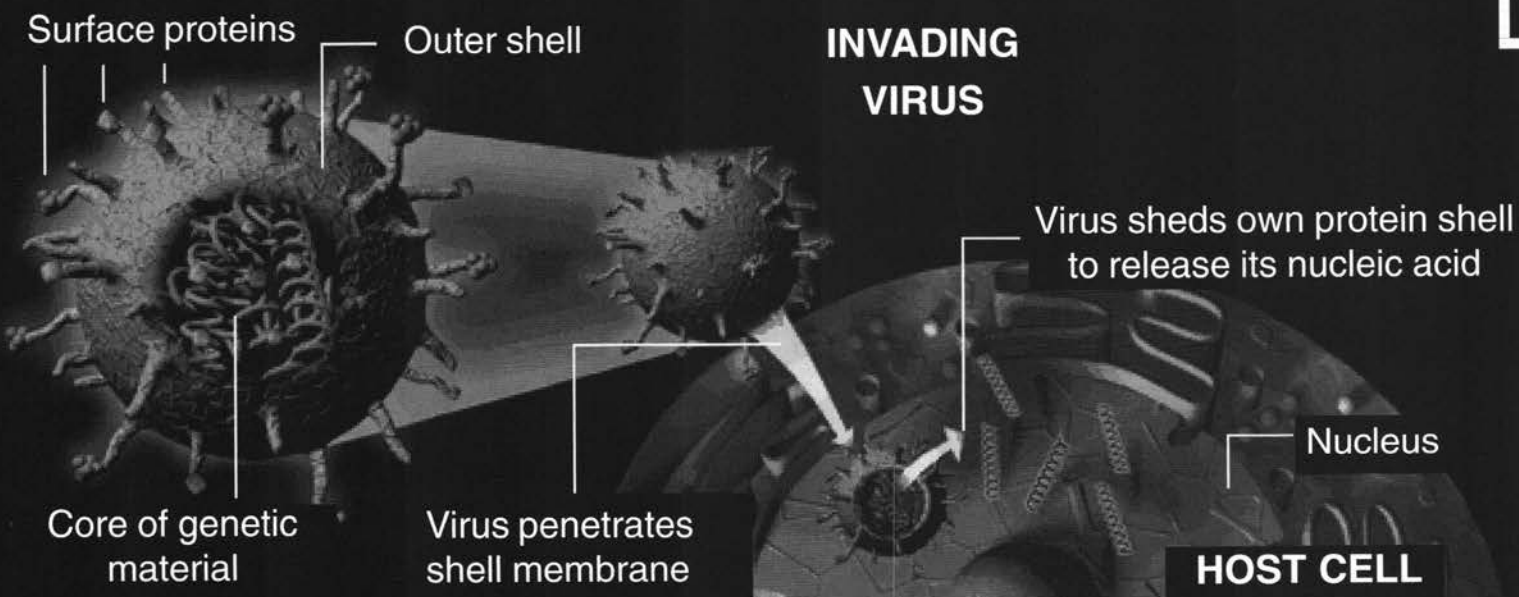 Surface proteins
Outer shell
INVADING
VIRUS
Virus sheds own protein shell
to release its nucleic acid
Nucleus
Core of genetic
material
Virus penetrates
shell membrane
HOST CELL